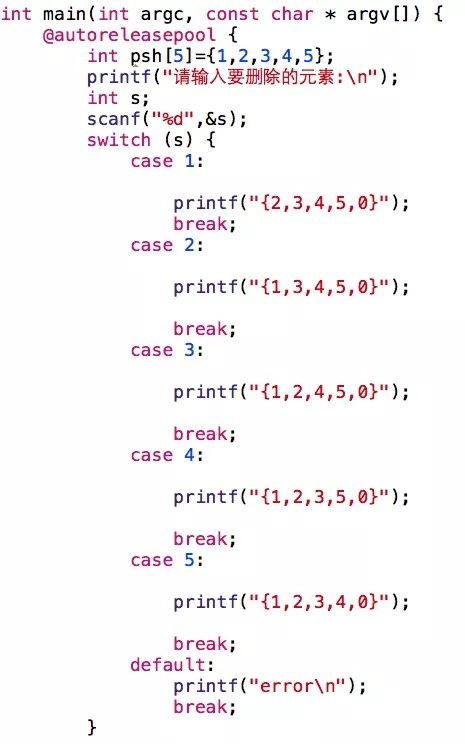 int main(int argc, const char * argv[]) {
    @autoreleasepool {
        int psh[5]={1,2,3,4,5};
        printf("请输入要删除的元素:\n");
        int s;
        scanf("%d",&s);
        switch (s) {
            case 1:
                printf("{2,3,4,5,0}");
                break;
            case 2:
                printf("{1,3,4,5,0}");
                break;
            case 3:
                printf("{1,2,4,5,0}");
                break;
            case 4:
                printf("{1,2,3,5,0}");
                break;
            case 5:
                printf("{1,2,3,4,0}");
                break;
            default:
                printf("error\n");
                break;
        }